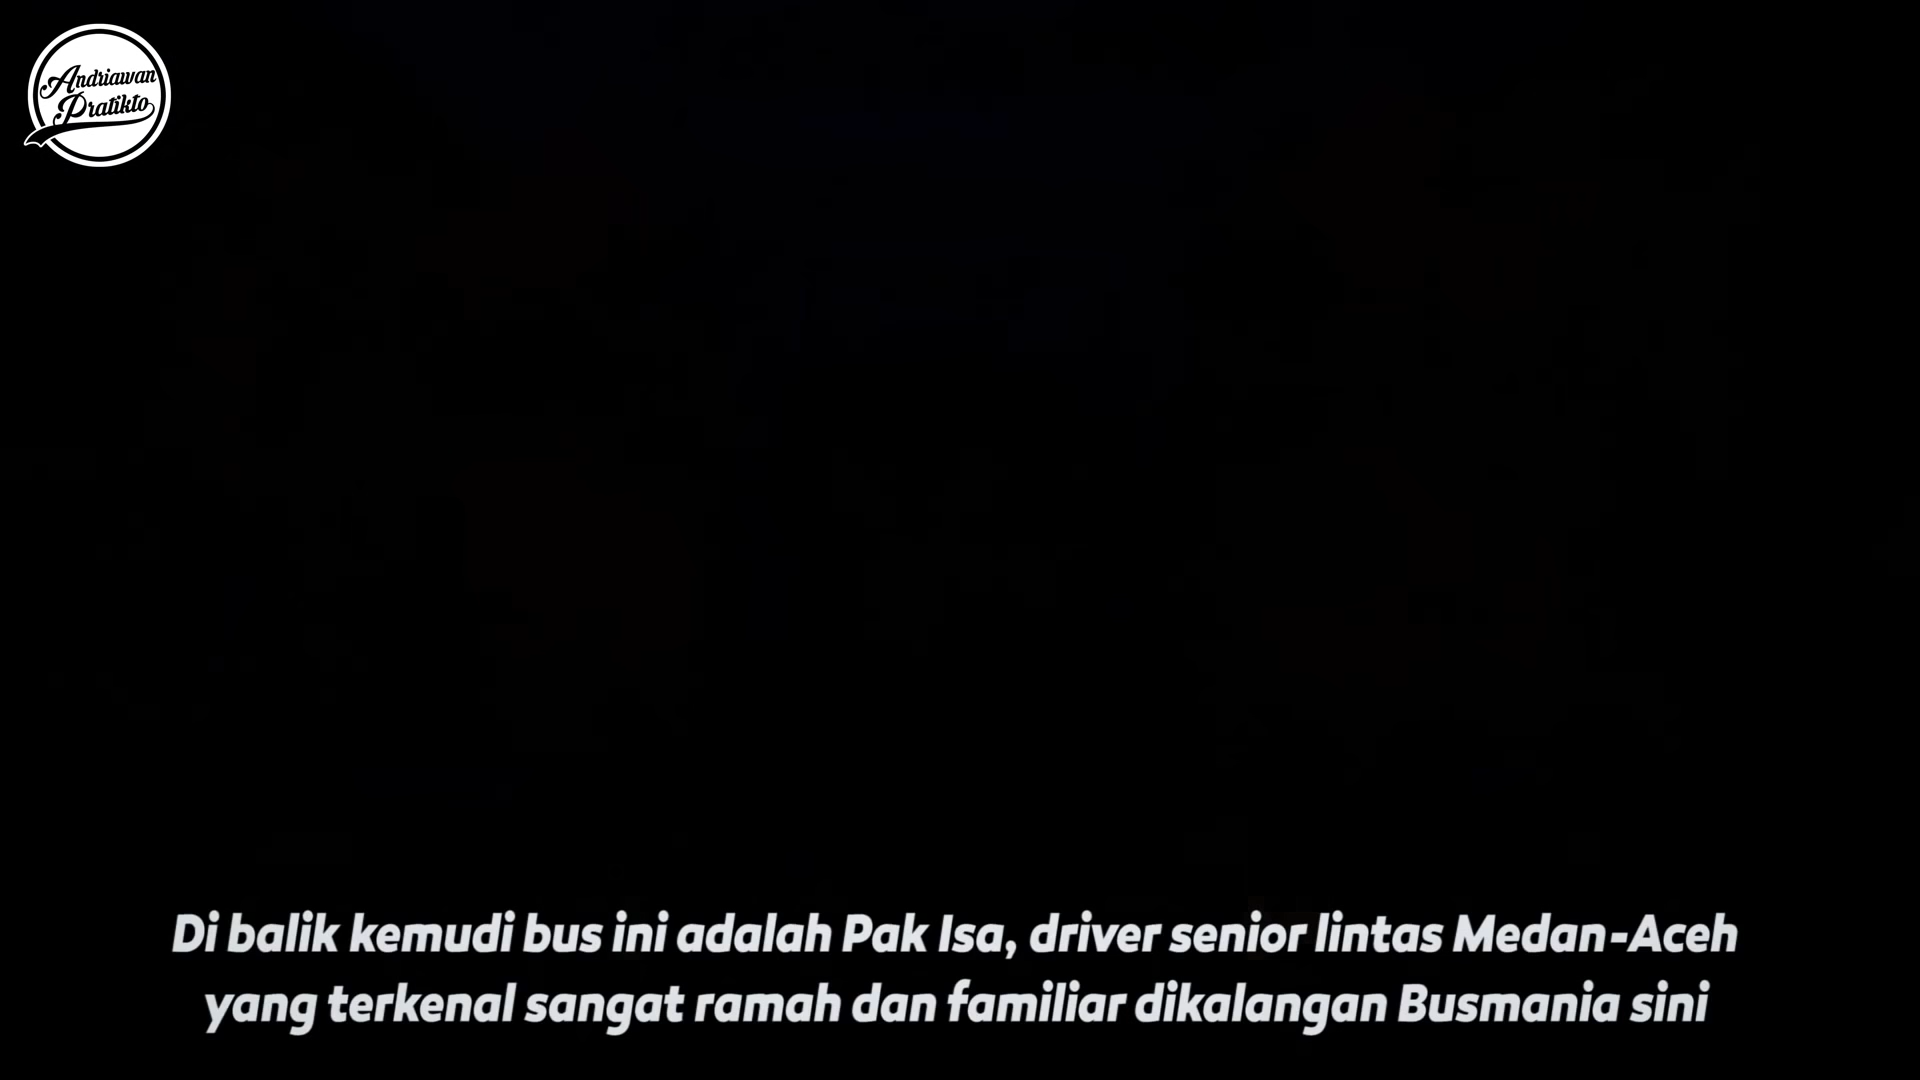 Andriawan
Pratikto
Di balik kemudi bus ini adalah Pak Isa, driver senior lintas Medan-Aceh
yang terkenal sangat ramah dan familiar dikalangan Busmania sini